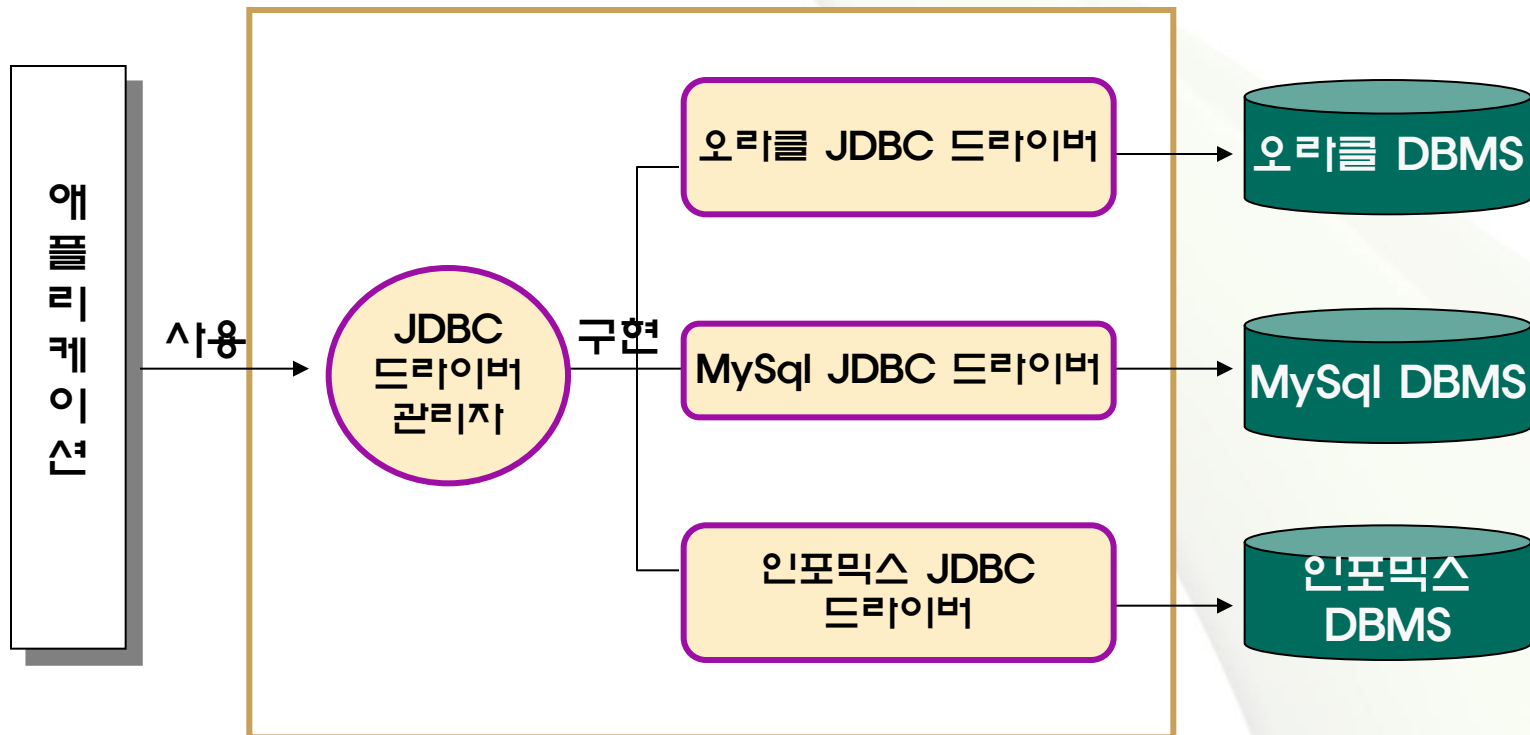 애
플
리
케
이
션
사용
JDBC
드라이버
관리자
구현
오라클 JDBC 드라이버
MySql JDBC 드라이버
인포믹스 JDBC
드라이버
오라클 DBMS
MySql DBMS
인포믹스
DBMS